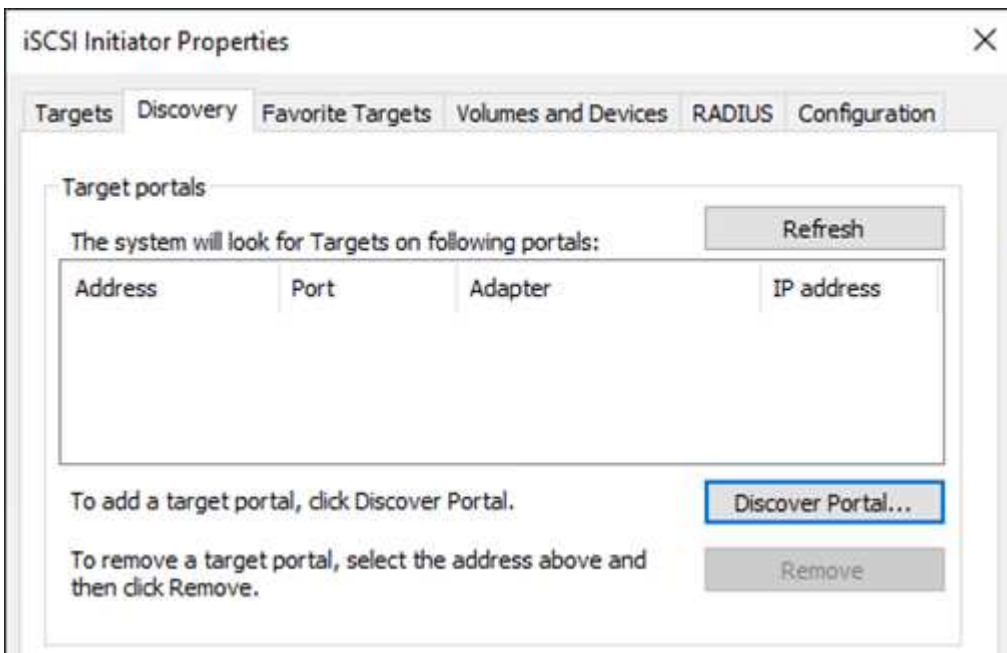 iSCSI Initiator Properties
Targets Discovery Favorite Targets Volumes and Devices RADIUS Configuration
Target portals
The system will look for Targets on following portals:
Refresh
Address Port Adapter IP address
To add a target portal, click Discover Portal.
Discover Portal...
To remove a target portal, select the address above and
then click Remove.
Remove